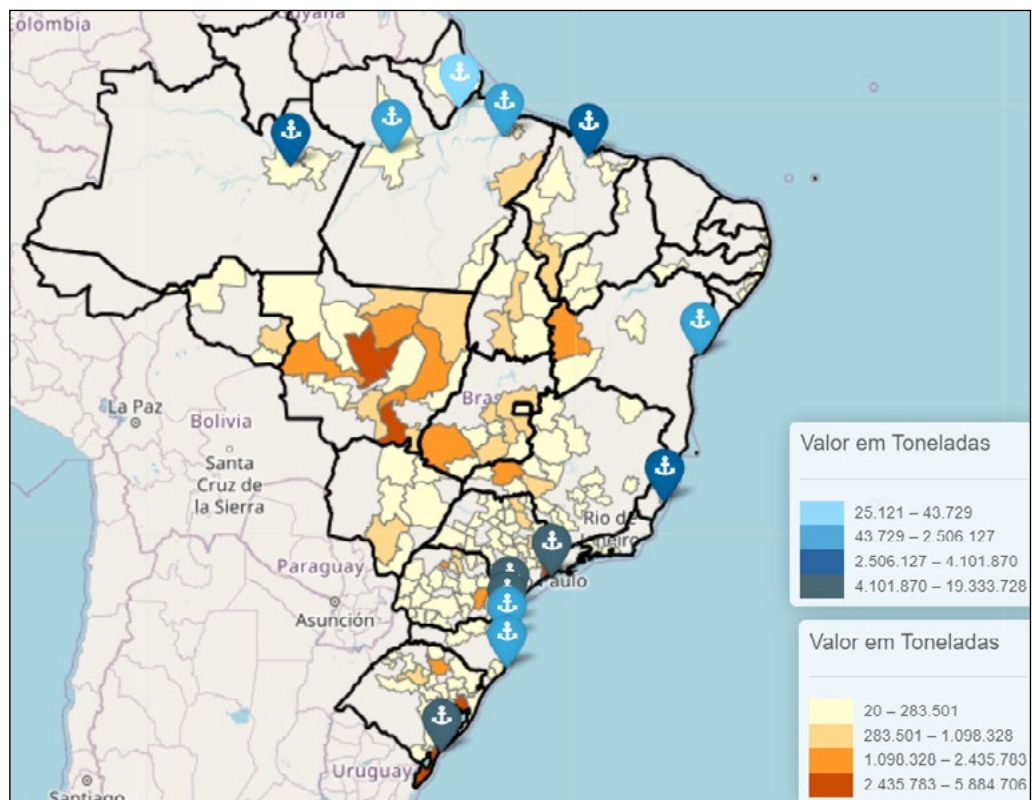 olombia
Guyana
Bras
La Paz
Bolivia
Santa
Cruz de
la Sierra
Rio de
Janeiro
Paulo
Paraguay
Asunción
Uruguay
Santiago
Valor em Toneladas
25.121 – 43.729
43.729 – 2.506.127
2.506.127 – 4.101.870
4.101.870 – 19.333.728
Valor em Toneladas
20 – 283.501
283.501 – 1.098.328
1.098.328 – 2.435.783
2.435.783 – 5.884.706